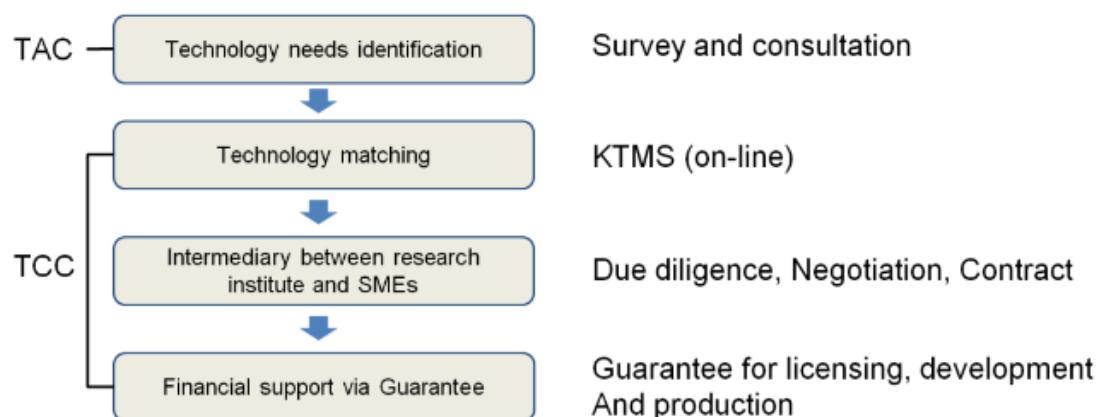 TAC
Technology needs identification
Survey and consultation
Technology matching
KTMS (on-line)
TCC
Intermediary between research
institute and SMEs
Due diligence, Negotiation, Contract
Financial support via Guarantee
Guarantee for licensing, development
And production